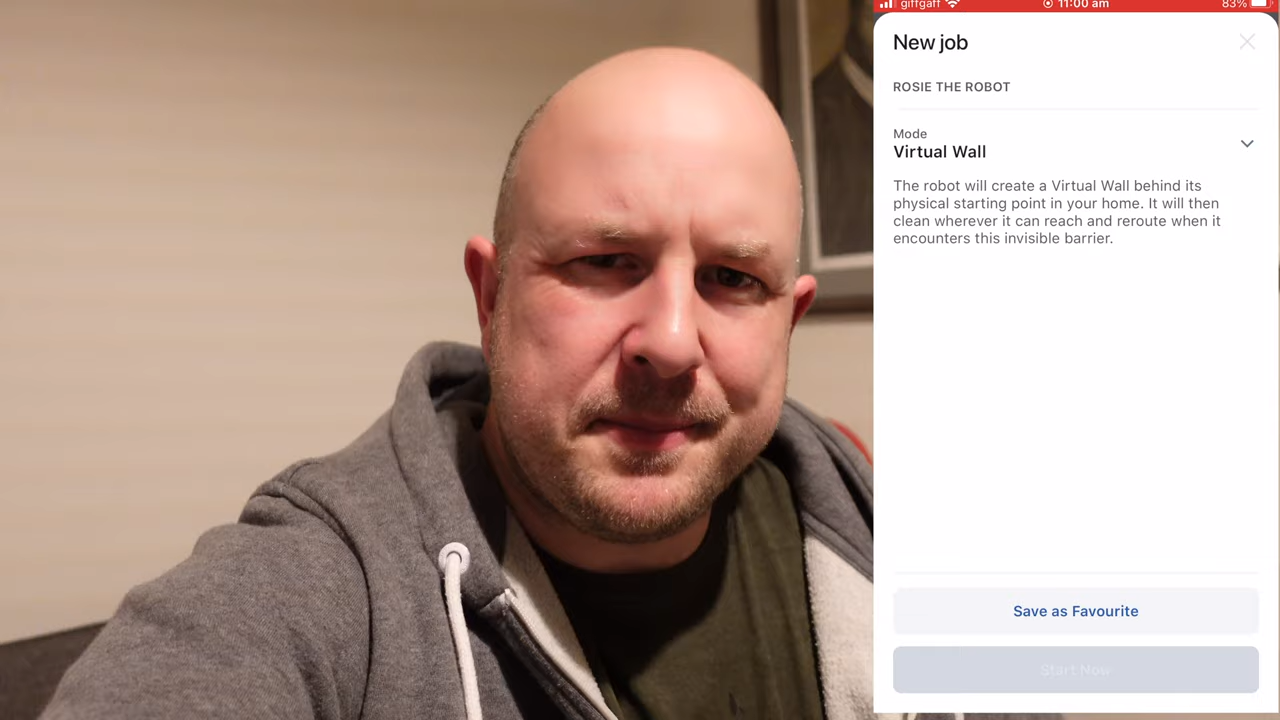 giffgaff 11:00 am 83%
New job
ROSIE THE ROBOT
Mode
Virtual Wall
The robot will create a Virtual Wall behind its
physical starting point in your home. It will then
clean wherever it can reach and reroute when it
encounters this invisible barrier.
Save as Favourite
Start Now